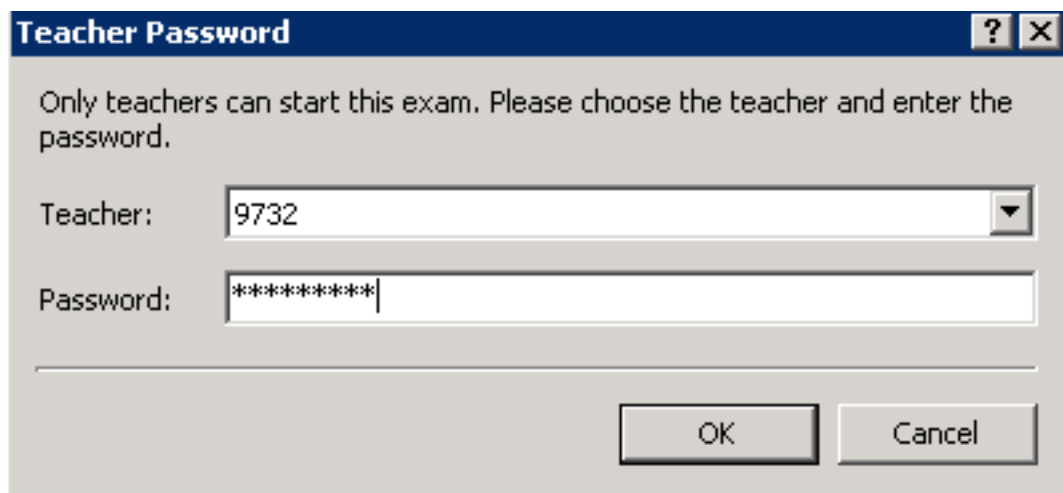 Teacher Password
?
Only teachers can start this exam. Please choose the teacher and enter the
password.
Teacher: 9732
Password: *********
OK Cancel